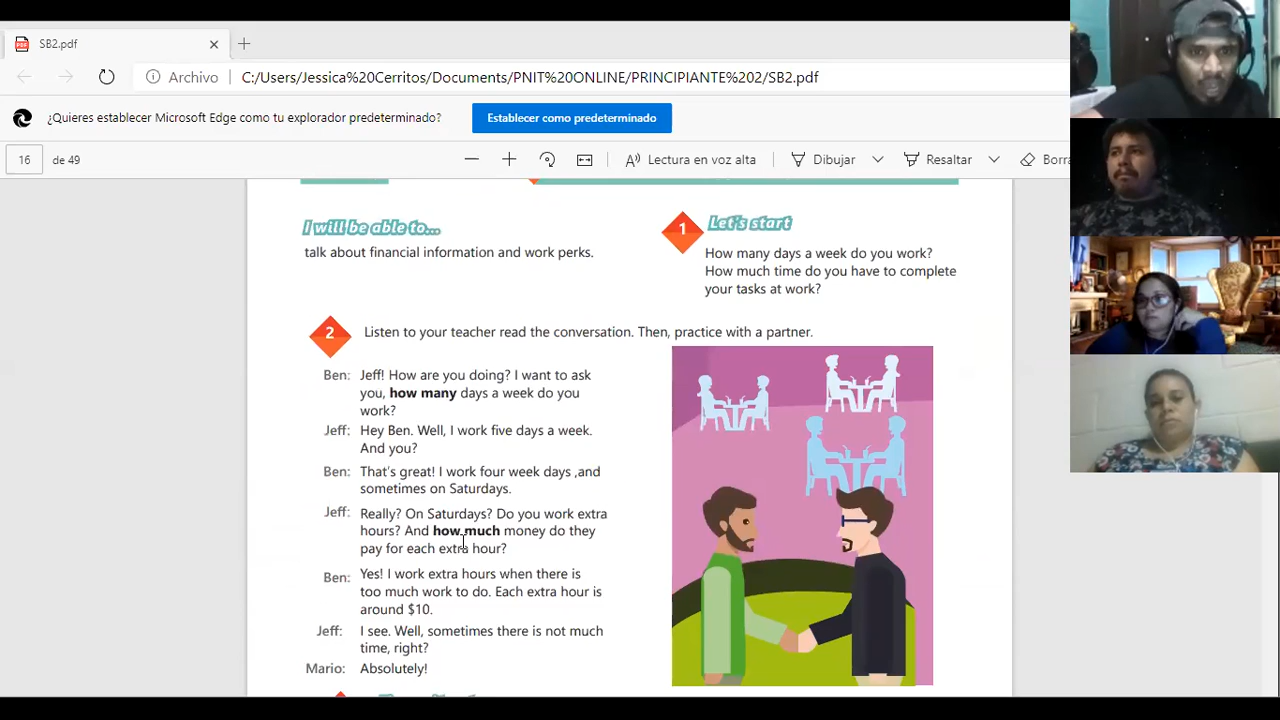 SB2.pdf
Archivo C:/Users/Jessica%20Cerritos/Documents/PNIT%20ONLINE/PRINCIPIANTE%202/SB2.pdf
¿Quieres establecer Microsoft Edge como tu explorador predeterminado? Establecer como predeterminado
16 de 49 A Lectura en voz alta Dibujar Resaltar Borra
I will be able to...
talk about financial information and work perks.
1 Let's start
How many days a week do you work?
How much time do you have to complete
your tasks at work?
2 Listen to your teacher read the conversation. Then, practice with a partner.
Ben: Jeff! How are you doing? I want to ask
you, how many days a week do you
work?
Jeff: Hey Ben. Well, I work five days a week.
And you?
Ben: That's great! I work four week days ,and
sometimes on Saturdays.
Jeff: Really? On Saturdays? Do you work extra
hours? And how much money do they
pay for each extra hour?
Ben: Yes! I work extra hours when there is
too much work to do. Each extra hour is
around $10.
Jeff: I see. Well, sometimes there is not much
time, right?
Mario: Absolutely!